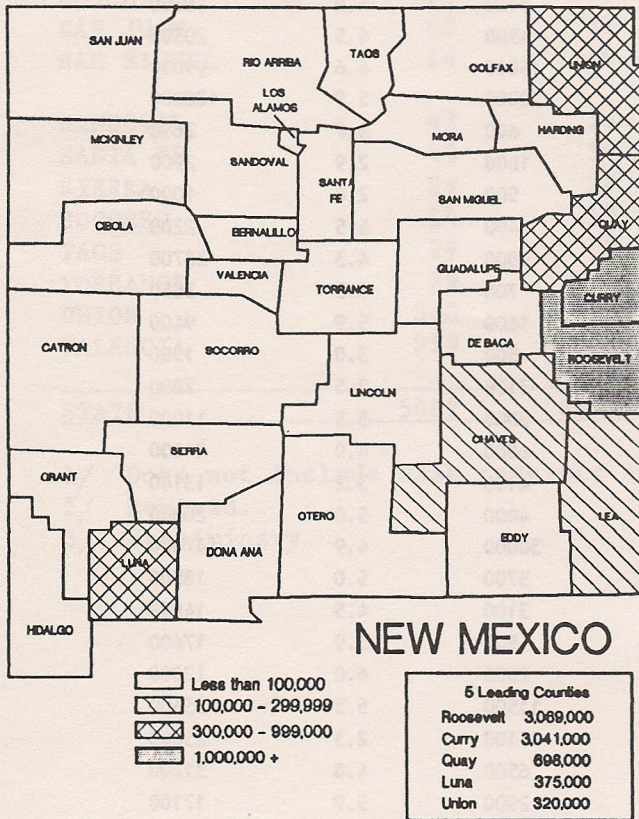 SAN JUAN
RIO ARRIBA
TAOS
COLFAX
UNION
LOS
ALAMOS
MCKINLEY
SANDOVAL
SANTA
FE
MORA
HARDING
SAN MIGUEL
CIBOLA
BERNALILLO
QUAY
VALENCIA
TORRANCE
GUADALUPE
CURRY
CATRON
SOCORRO
DE BACA
ROOSEVELT
LINCOLN
CHAVES
GRANT
SIERRA
OTERO
EDDY
LEA
LUNA
DONA ANA
HIDALGO
NEW MEXICO
Less than 100,000
100,000 - 299,999
300,000 - 999,000
1,000,000 +
5 Leading Counties
Roosevelt 3,069,000
Curry 3,041,000
Quay 698,000
Luna 375,000
Union 320,000